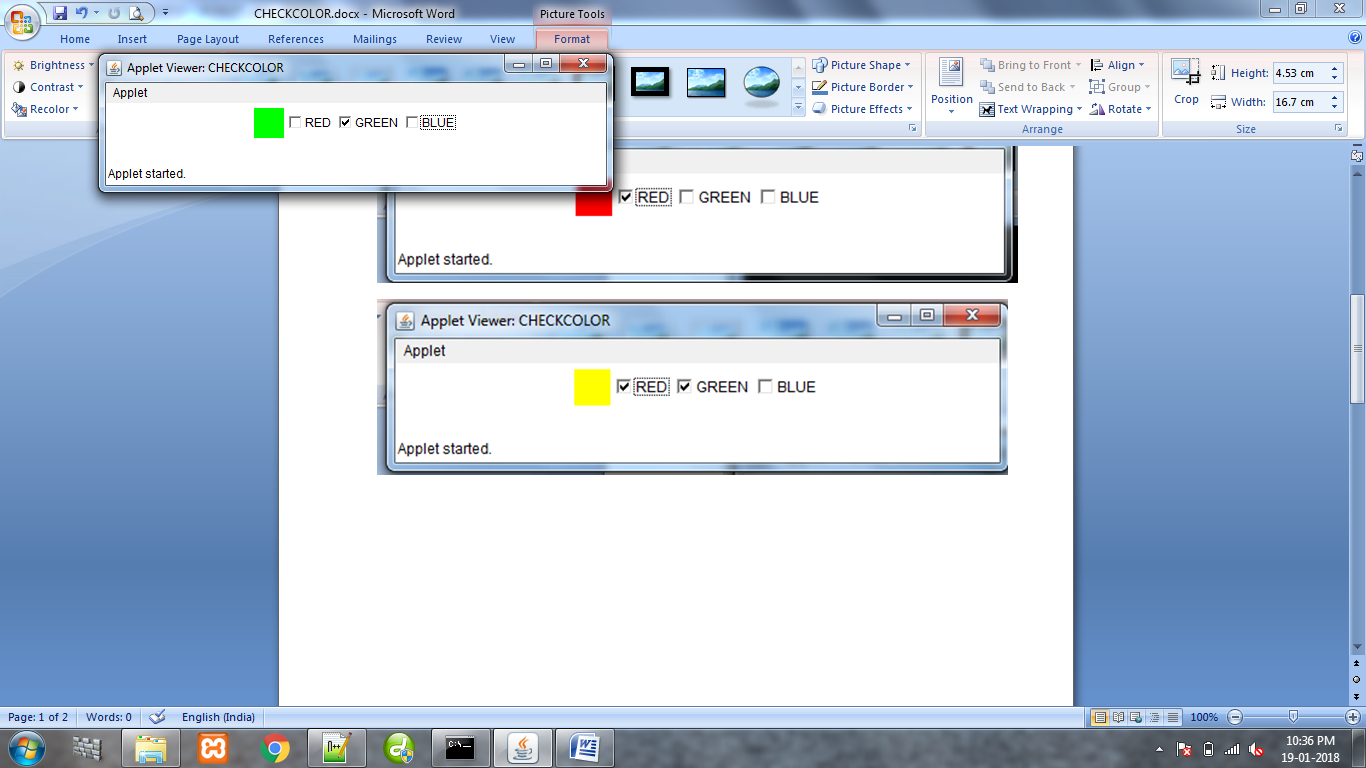 CHECKCOLOR.docx - Microsoft Word
Picture Tools
Home Insert Page Layout References Mailings Review View Format
Brightness
Contrast
Recolor
Picture Shape
Picture Border
Picture Effects
Position
Bring to Front
Send to Back
Text Wrapping
Align
Group
Rotate
Arrange
Crop
Height: 4.53 cm
Width: 16.7 cm
Size
Applet Viewer: CHECKCOLOR
Applet
RED GREEN BLUE
Applet started.
RED GREEN BLUE
Applet started.
Applet Viewer: CHECKCOLOR
Applet
RED GREEN BLUE
Applet started.
Page: 1 of 2 Words: 0 English (India) 100%
10:36 PM
19-01-2018